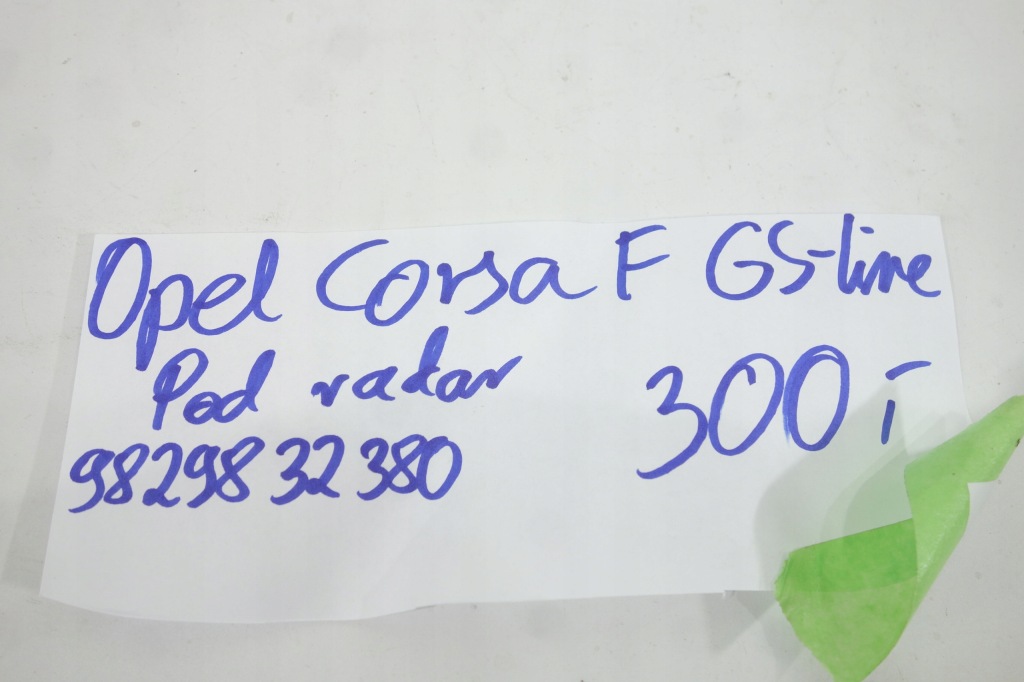 Opel Corsa F GS-line
Pod radar 300,-
98298 32 380